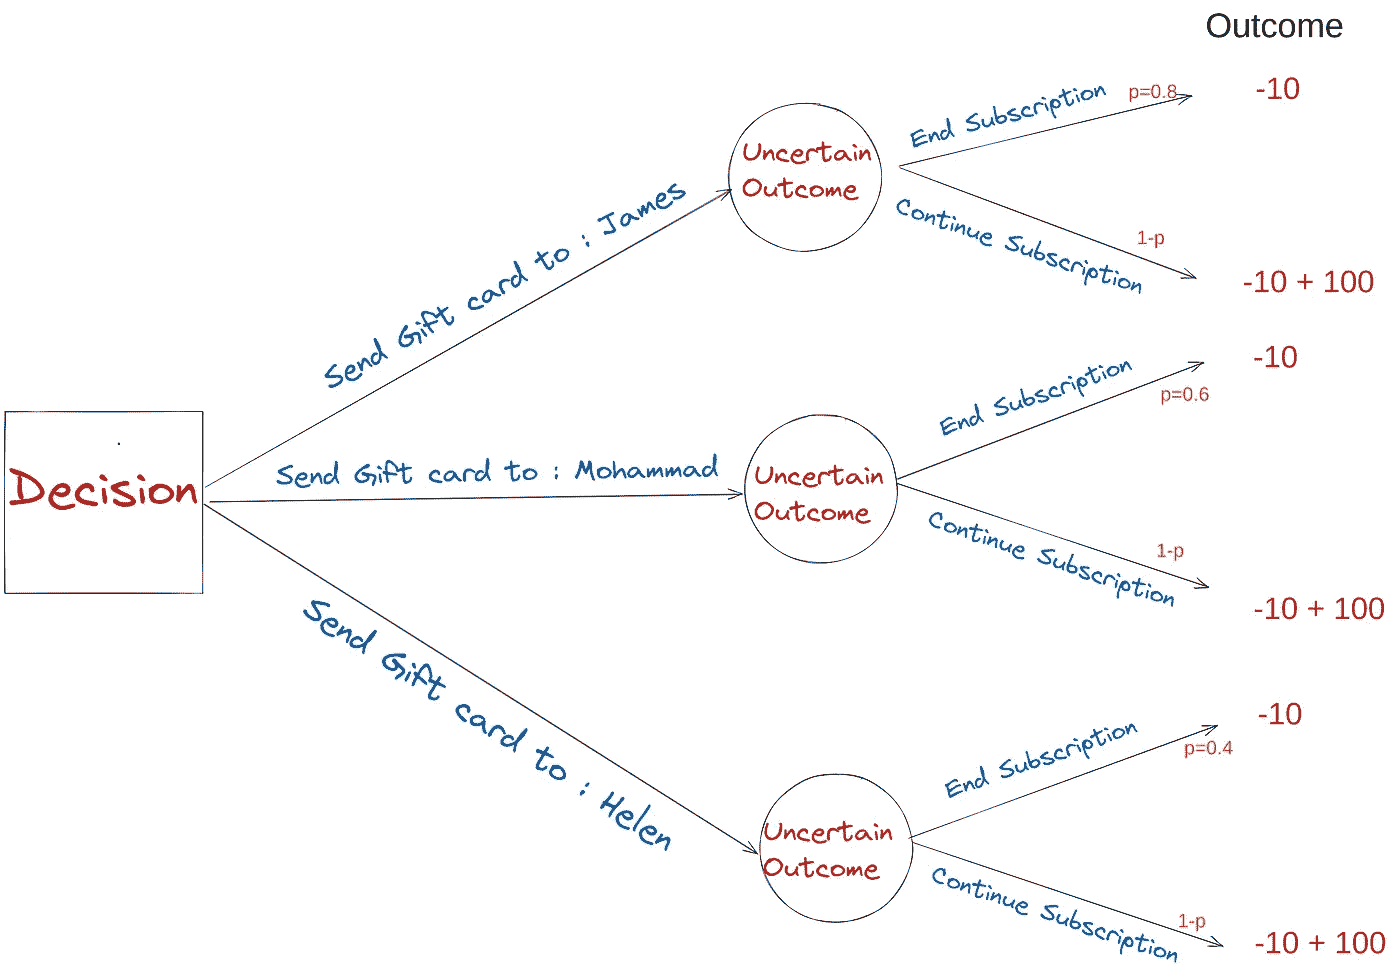 Outcome
End Subscription
p=0.8
-10
Uncertain
Outcome
Continue Subscription
1-p
-10 + 100
Send Gift card to : James
End Subscription
p=0.6
-10
Decision
Send Gift card to : Mohammad
Uncertain
Outcome
Continue Subscription
1-p
-10 + 100
Send Gift card to : Helen
End Subscription
p=0.4
-10
Uncertain
Outcome
Continue Subscription
1-p
-10 + 100